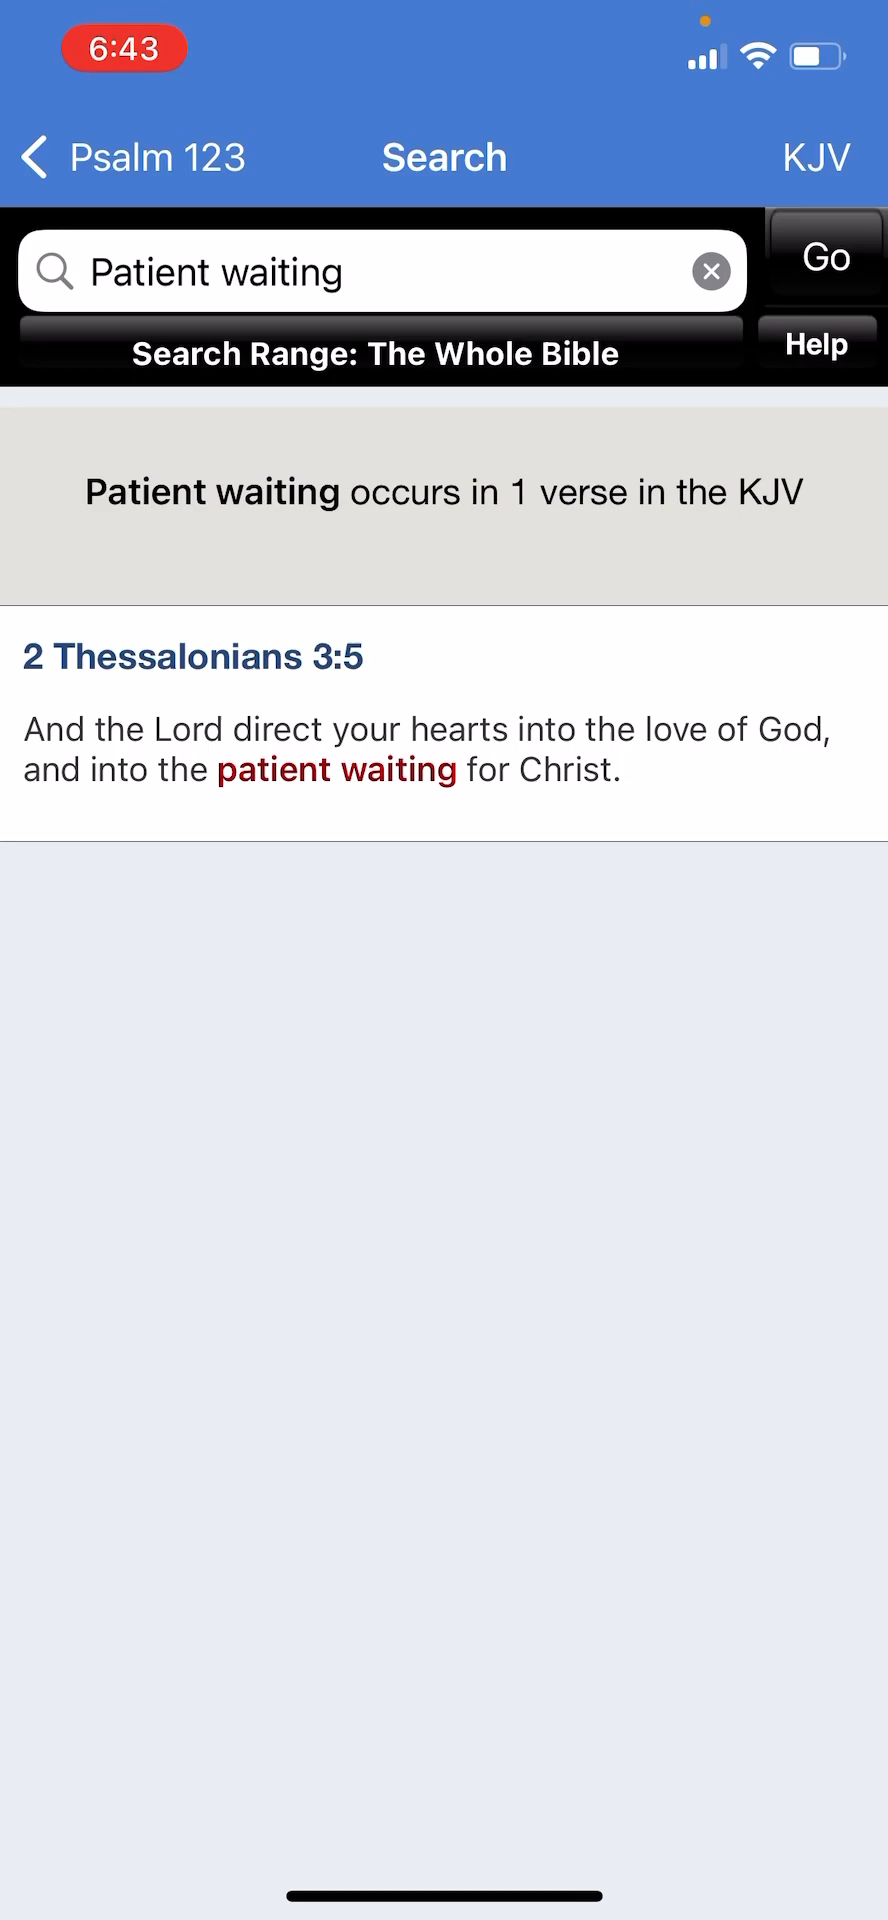 6:43
Psalm 123
Search
KJV
Patient waiting
Go
Search Range: The Whole Bible
Help
Patient waiting occurs in 1 verse in the KJV
2 Thessalonians 3:5
And the Lord direct your hearts into the love of God,
and into the patient waiting for Christ.